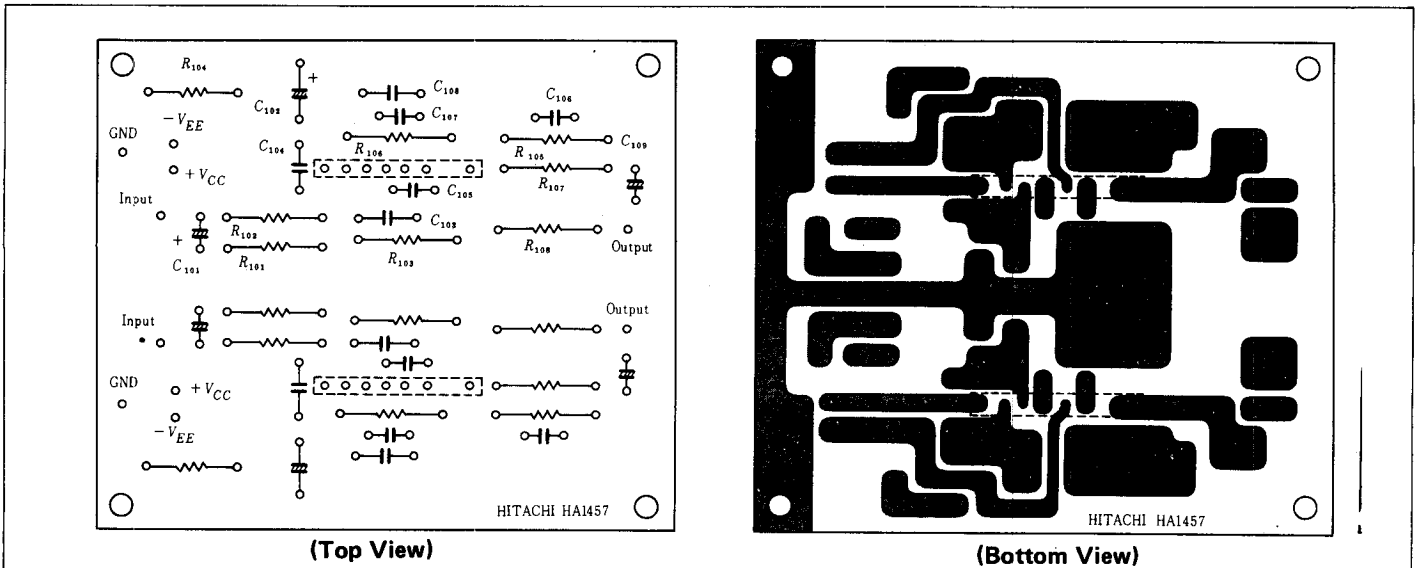 R104
+
C108
C102
C107
C106
−VEE
GND
C104
R106
R105
C109
+VCC
R107
C105
Input
R102
C103
R108
Output
+
C101
R101
R103
Input
Output
GND
+VCC
−VEE
HITACHI HA1457
(Top View)
HITACHI HA1457
(Bottom View)